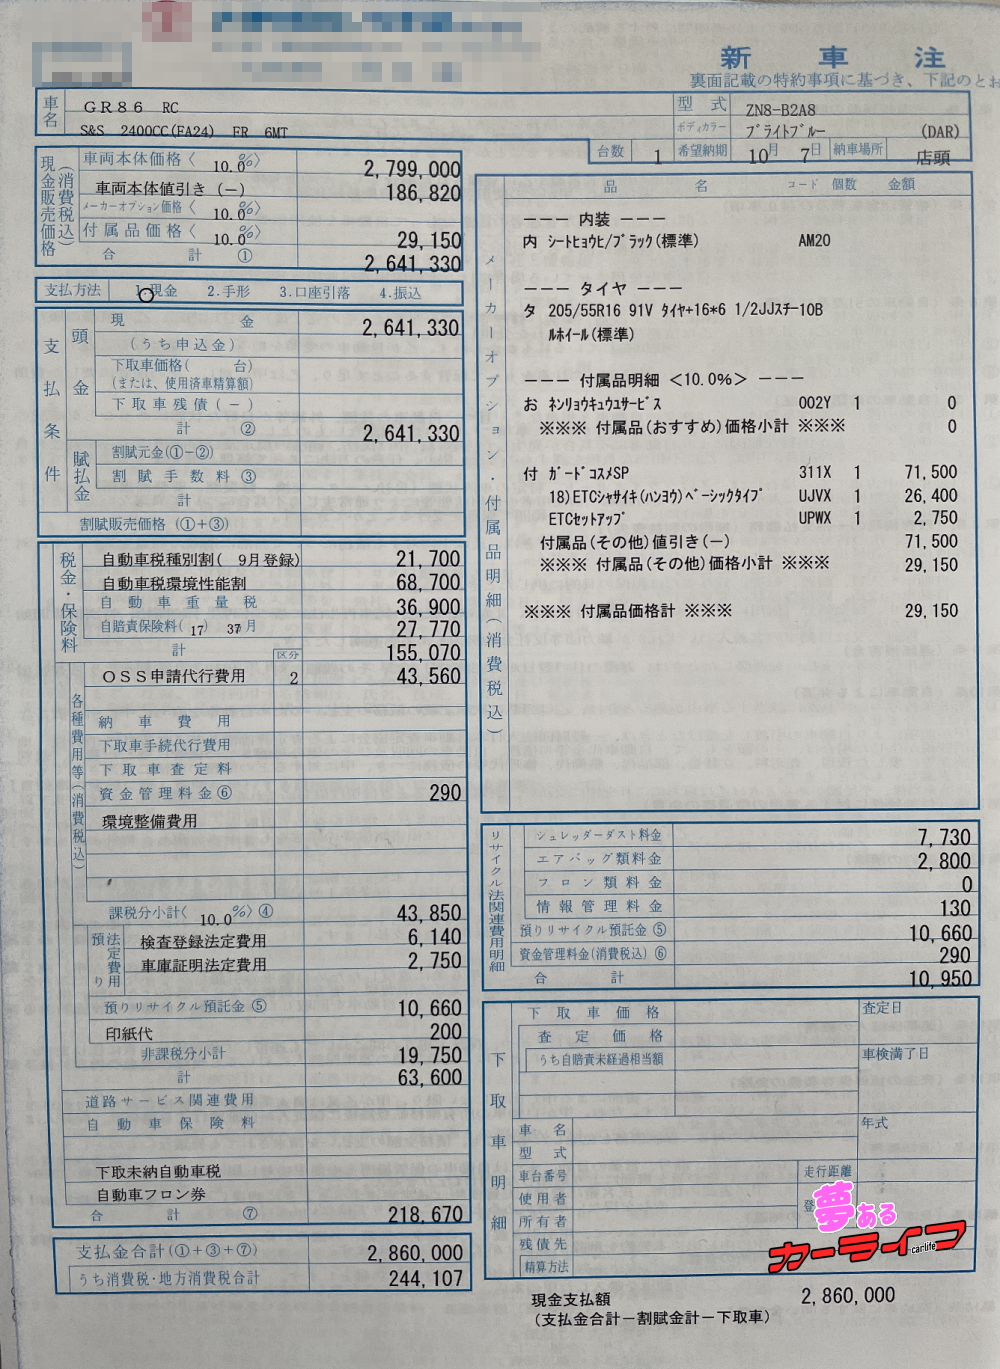 新 車 注
裏面記載の特約事項に基づき、下記のとお
車名 GR86 RC
S&S 2400CC(FA24) FR 6MT
型 式 ZN8-B2A8
ボディカラー ブライトブルー (DAR)
台数 1 希望納期 10月 7日 納車場所 店頭
現金販売価格(消費税込)
車両本体価格〈 10.0%〉 2,799,000
車両本体値引き(-) 186,820
メーカーオプション価格〈 10.0%〉
付属品価格〈 10.0%〉 29,150
合 計 ① 2,641,330
支払方法 1.現金 2.手形 3.口座引落 4.振込
支払条件
頭金
現 金 2,641,330
(うち申込金)
下取車価格( 台)
(または、使用済車精算額)
下取車残債(-)
計 ② 2,641,330
賦払金
割賦元金(①-②)
割賦手数料③
計
割賦販売価格(①+③)
税金・保険料
自動車税種別割( 9月登録) 21,700
自動車税環境性能割 68,700
自動車重量税 36,900
自賠責保険料(17) 37月 27,770
計 155,070
各種費用等(消費税込)
区分
OSS申請代行費用 2 43,560
納車費用
下取車手続代行費用
下取車査定料
資金管理料金⑥ 290
環境整備費用
課税分小計( 10.0%)④ 43,850
預り法定費用
検査登録法定費用 6,140
車庫証明法定費用 2,750
預りリサイクル預託金⑤ 10,660
印紙代 200
非課税分小計 19,750
計 63,600
道路サービス関連費用
自動車保険料
下取未納自動車税
自動車フロン券
合 計 ⑦ 218,670
支払金合計(①+③+⑦) 2,860,000
うち消費税・地方消費税合計 244,107
メーカーオプション・付属品明細(消費税込)
品 名 コード 個数 金額
ーーー 内装 ーーー
内 シートヒョウヒ/ブラック(標準) AM20
ーーー タイヤ ーーー
タ 205/55R16 91V タイヤ+16*6 1/2JJスチー10B
ルホイール(標準)
ーーー 付属品明細 <10.0%> ーーー
お ネンリョウキュウユサービス 002Y 1 0
※※※ 付属品(おすすめ)価格小計 ※※※ 0
付 ガードコスメSP 311X 1 71,500
18)ETCシャサイキ(ハンヨウ)ベーシックタイプ UJVX 1 26,400
ETCセットアップ UPWX 1 2,750
付属品(その他)値引き(-) 71,500
※※※ 付属品(その他)価格小計 ※※※ 29,150
※※※ 付属品価格計 ※※※ 29,150
リサイクル法関連費用明細
シュレッダーダスト料金 7,730
エアバッグ類料金 2,800
フロン類料金 0
情報管理料金 130
預りリサイクル預託金⑤ 10,660
資金管理料金(消費税込)⑥ 290
合 計 10,950
下取車明細
下取車価格
査定価格
うち自賠責未経過相当額
査定日
車検満了日
車名
型式
年式
車台番号
走行距離
使用者
登
所有者
残債先
精算方法
夢ある
カーライフ
carlife
現金支払額 2,860,000
(支払金合計ー割賦金計ー下取車)